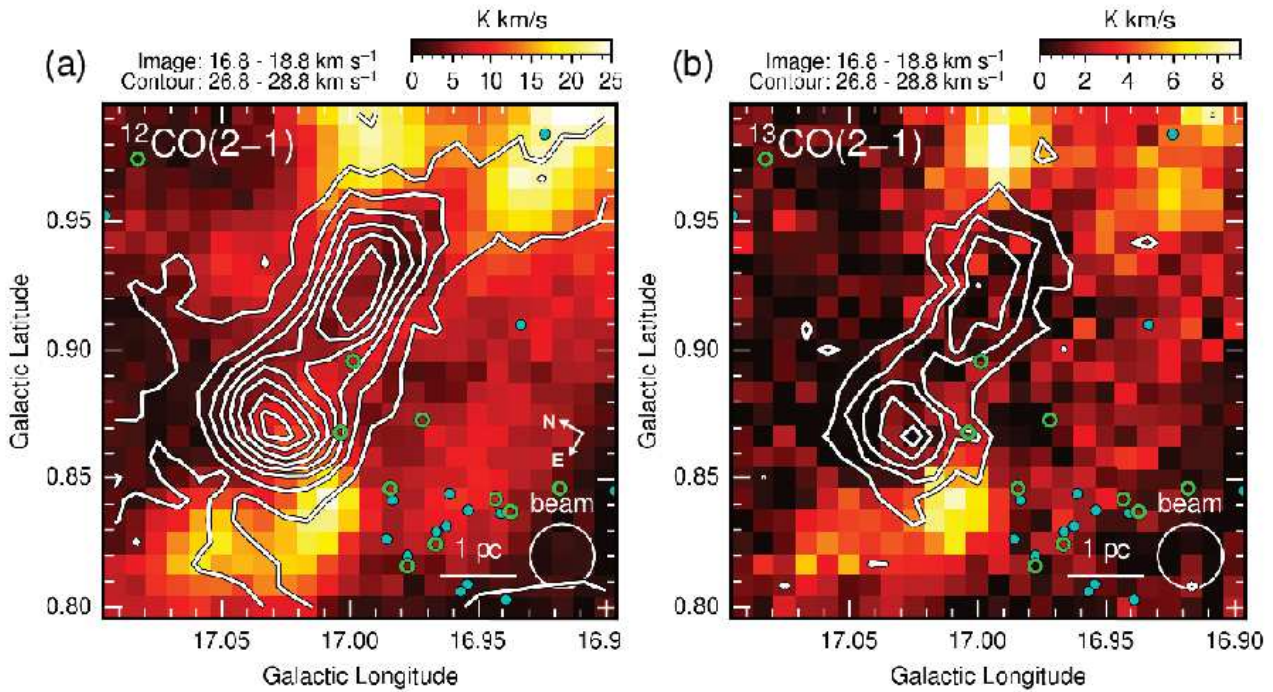 K km/s
(a)
Image: 16.8 - 18.8 km s⁻¹
Contour: 26.8 - 28.8 km s⁻¹
0 5 10 15 20 25
¹²CO(2–1)
0.95
0.90
0.85
0.80
Galactic Latitude
N
E
beam
1 pc
17.05 17.00 16.95 16.9
Galactic Longitude
K km/s
(b)
Image: 16.8 - 18.8 km s⁻¹
Contour: 26.8 - 28.8 km s⁻¹
0 2 4 6 8
¹³CO(2–1)
0.95
0.90
0.85
0.80
Galactic Latitude
beam
1 pc
17.05 17.00 16.95 16.90
Galactic Longitude